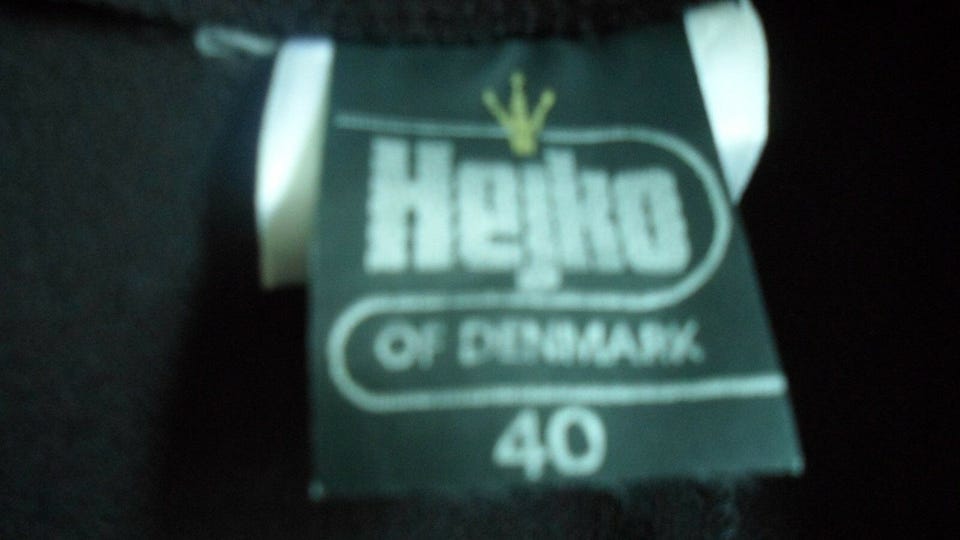 Hejko
OF DENMARK
40